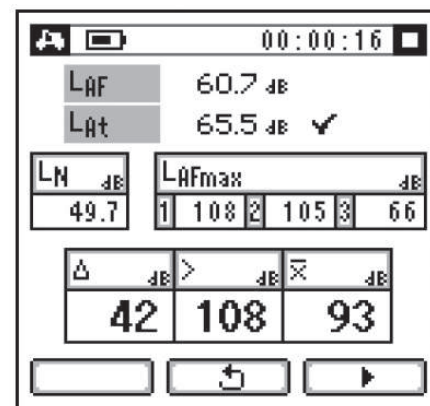 00:00:16
LAF 60.7 dB
LAt 65.5 dB ✔
LN dB LAFmax dB
49.7 1 108 2 105 3 66
Δ dB > dB x̅ dB
42 108 93